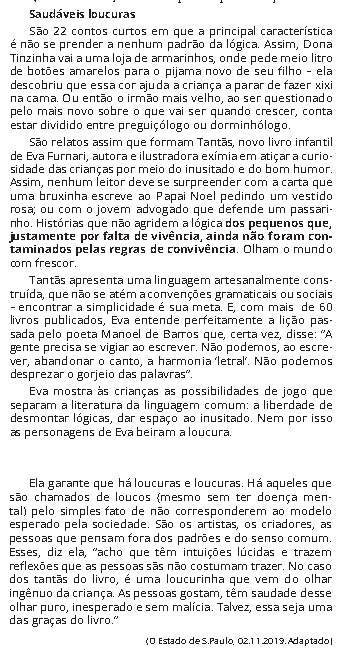 Saudáveis loucuras
São 22 contos curtos em que a principal característica
é não se prender a nenhum padrão da lógica. Assim, Dona
Tinzinha vai a uma loja de armarinhos, onde pede meio litro
de botões amarelos para o pijama novo de seu filho – ela
descobriu que essa cor ajuda a criança a parar de fazer xixi
na cama. Ou então o irmão mais velho, ao ser questionado
pelo mais novo sobre o que vai ser quando crescer, conta
estar dividido entre preguiçólogo ou dorminhólogo.
São relatos assim que formam Tantãs, novo livro infantil
de Eva Furnari, autora e ilustradora exímia em atiçar a curio-
sidade das crianças por meio do inusitado e do bom humor.
Assim, nenhum leitor deve se surpreender com a carta que
uma bruxinha escreve ao Papai Noel pedindo um vestido
rosa; ou com o jovem advogado que defende um passari-
nho. Histórias que não agridem a lógica dos pequenos que,
justamente por falta de vivência, ainda não foram con-
taminados pelas regras de convivência. Olham o mundo
com frescor.
Tantãs apresenta uma linguagem artesanalmente cons-
truída, que não se atém a convenções gramaticais ou sociais
– encontrar a simplicidade é sua meta. E, com mais de 60
livros publicados, Eva entende perfeitamente a lição pas-
sada pelo poeta Manoel de Barros que, certa vez, disse: “A
gente precisa se vigiar ao escrever. Não podemos, ao escre-
ver, abandonar o canto, a harmonia ‘letral’. Não podemos
desprezar o gorjeio das palavras”.
Eva mostra às crianças as possibilidades de jogo que
separam a literatura da linguagem comum: a liberdade de
desmontar lógicas, dar espaço ao inusitado. Nem por isso
as personagens de Eva beiram a loucura.
Ela garante que há loucuras e loucuras. Há aqueles que
são chamados de loucos (mesmo sem ter doença men-
tal) pelo simples fato de não corresponderem ao modelo
esperado pela sociedade. São os artistas, os criadores, as
pessoas que pensam fora dos padrões e do senso comum.
Esses, diz ela, “acho que têm intuições lúcidas e trazem
reflexões que as pessoas sãs não costumam trazer. No caso
dos tantãs do livro, é uma loucurinha que vem do olhar
ingênuo da criança. As pessoas gostam, têm saudade desse
olhar puro, inesperado e sem malícia. Talvez, essa seja uma
das graças do livro.”
(O Estado de S.Paulo, 02.11.2019. Adaptado)